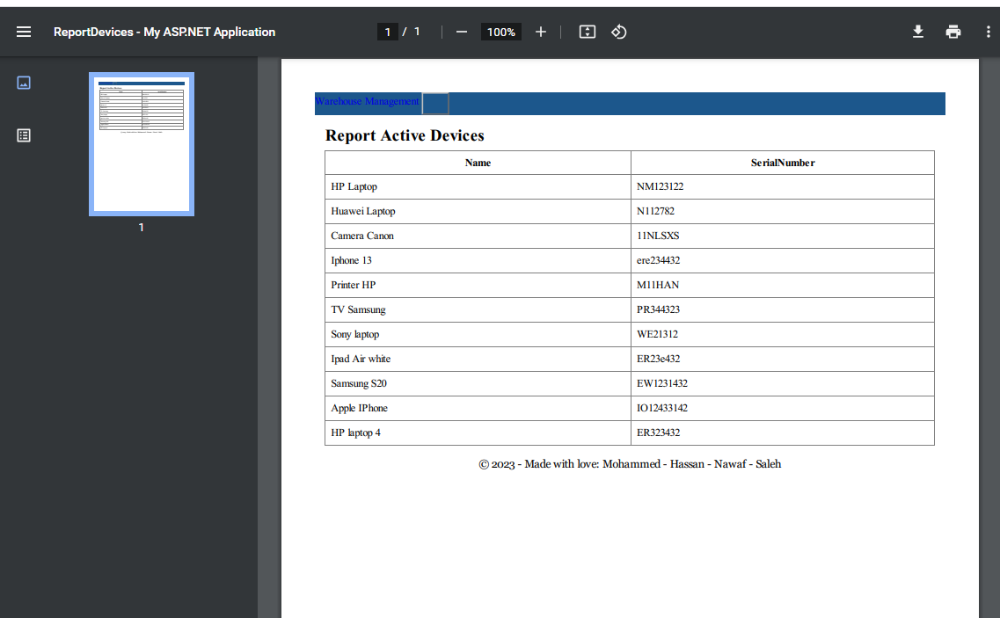 ReportDevices - My ASP.NET Application
1 / 1
100%
1
Warehouse Management
Report Active Devices
Name SerialNumber
HP Laptop NM123122
Huawei Laptop N112782
Camera Canon 11NLSXS
Iphone 13 ere234432
Printer HP M11HAN
TV Samsung PR344323
Sony laptop WE21312
Ipad Air white ER23e432
Samsung S20 EW1231432
Apple IPhone IO12433142
HP laptop 4 ER323432
© 2023 - Made with love: Mohammed - Hassan - Nawaf - Saleh